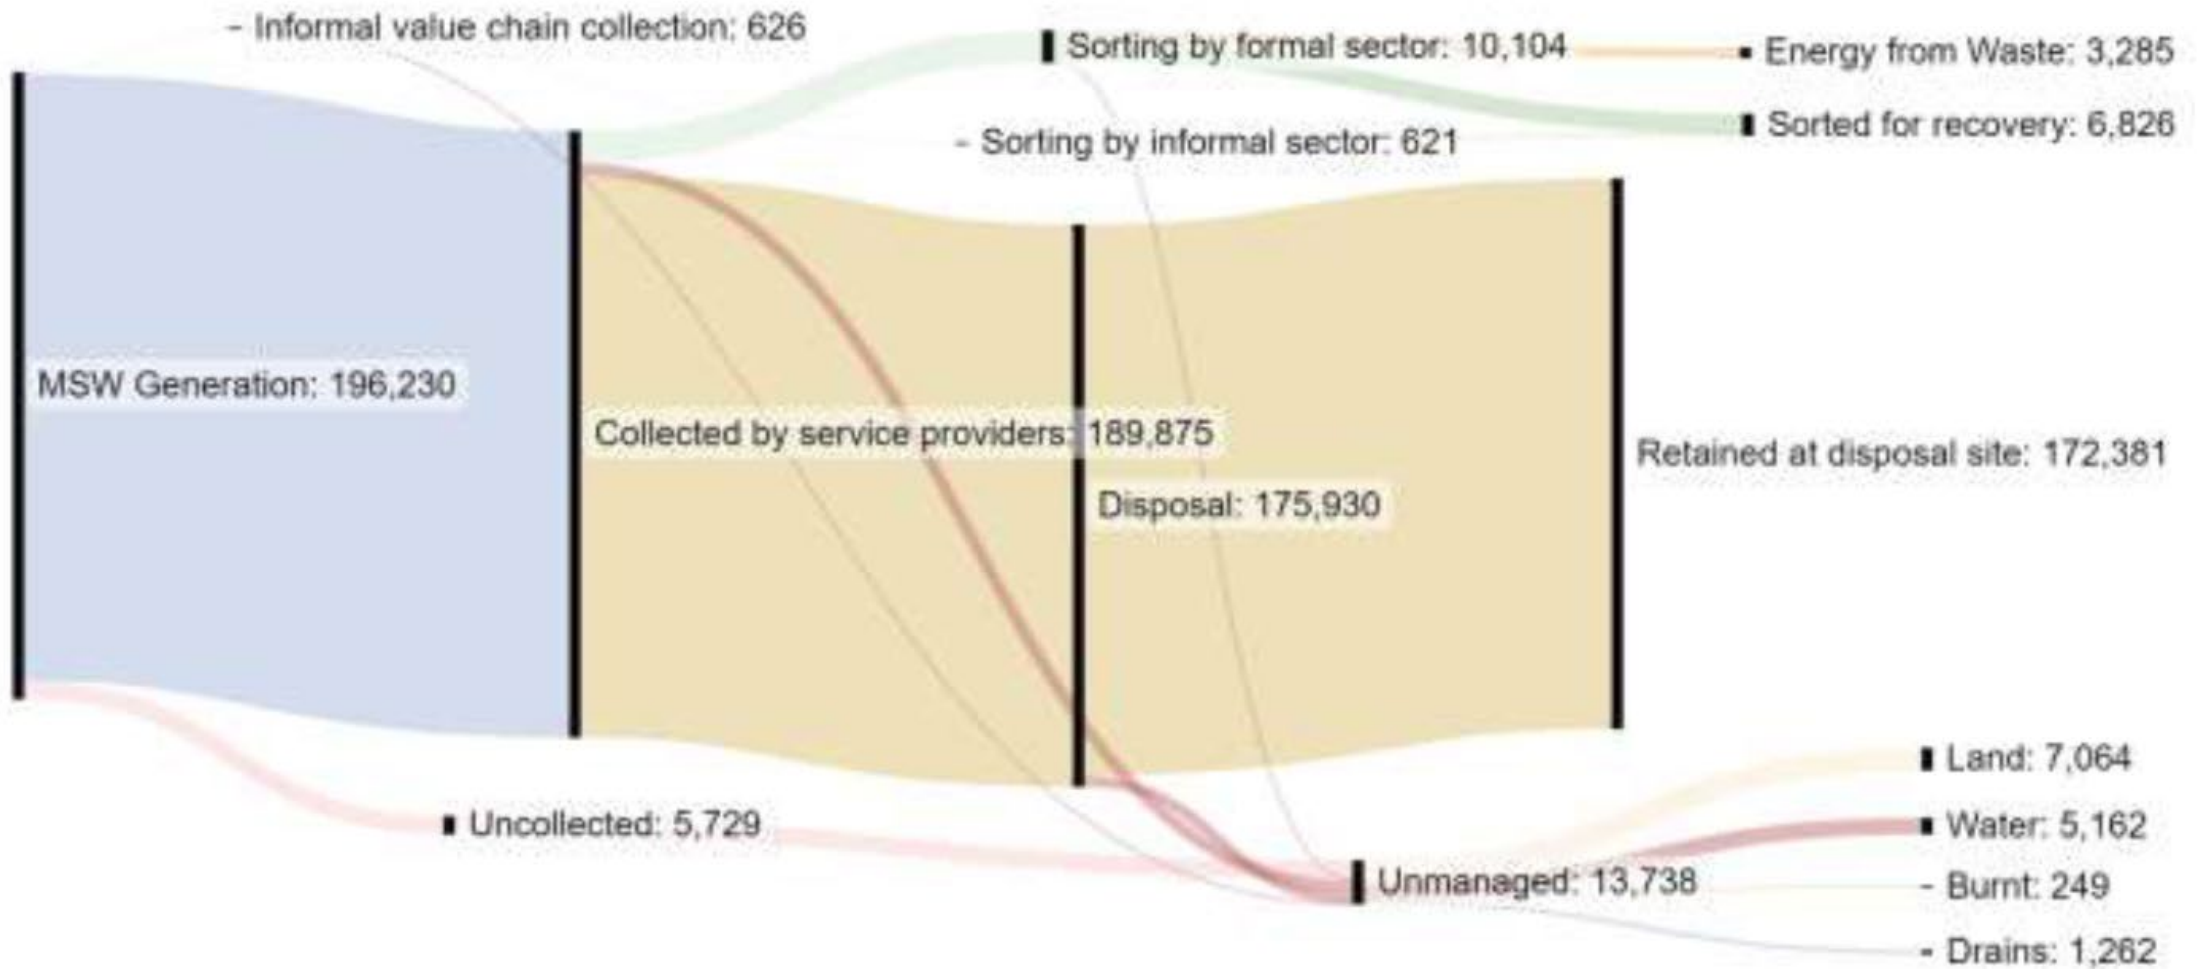 Informal value chain collection: 626
Sorting by formal sector: 10,104
Energy from Waste: 3,285
Sorted for recovery: 6,826
Sorting by informal sector: 621
MSW Generation: 196,230
Collected by service providers: 189,875
Retained at disposal site: 172,381
Disposal: 175,930
Land: 7,064
Uncollected: 5,729
Water: 5,162
Unmanaged: 13,738
Burnt: 249
Drains: 1,262